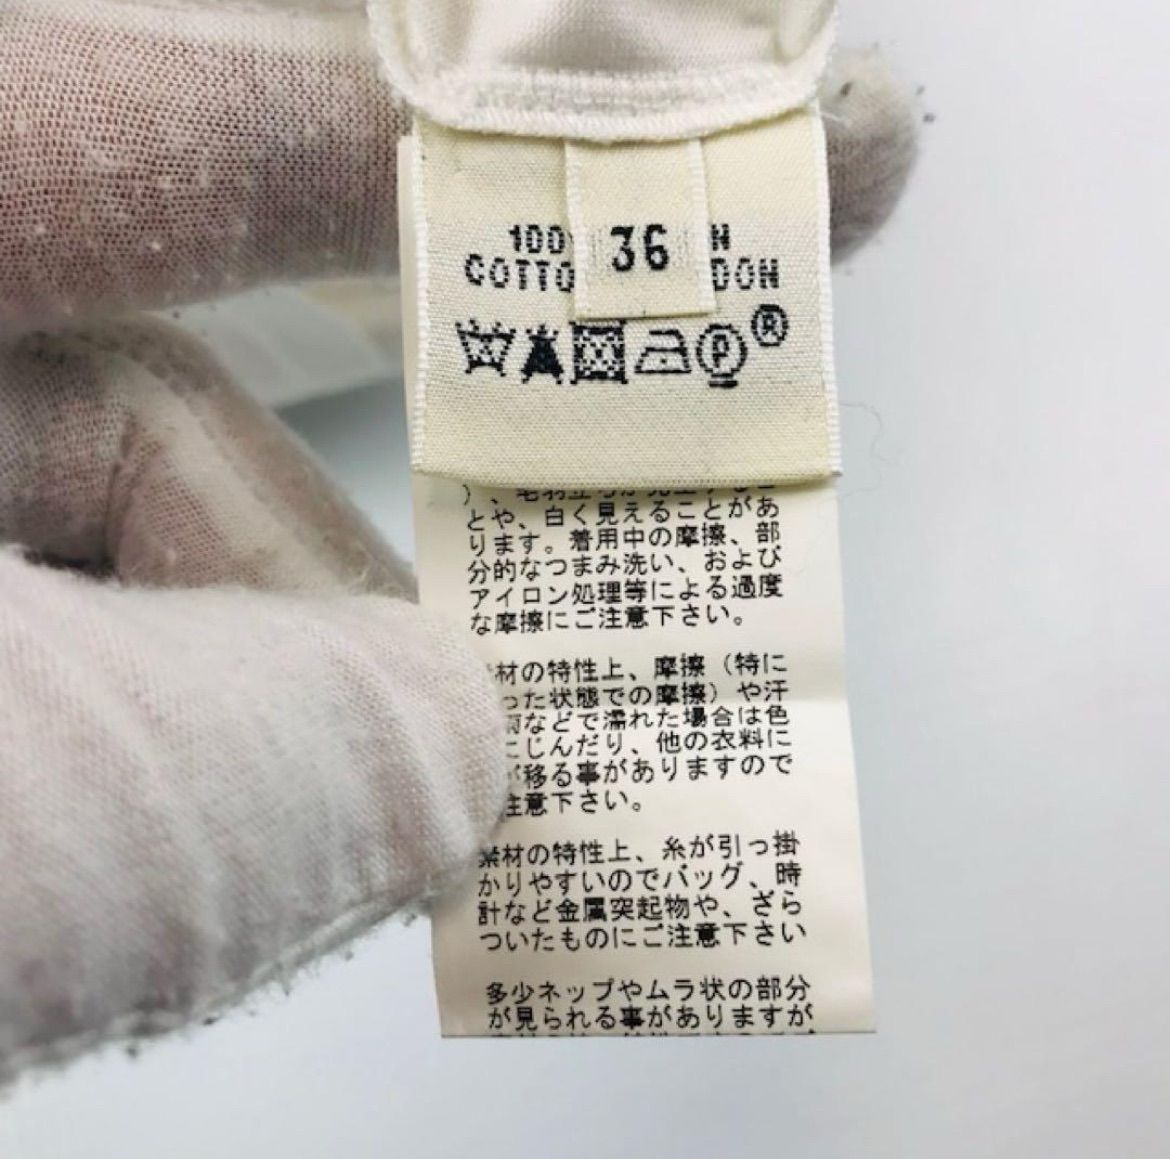 100
36
N
COTTO
DON
P
®
とや、白く見えることがあ
ります。着用中の摩擦、部
分的なつまみ洗い、および
アイロン処理等による過度
な摩擦にご注意下さい。
材の特性上、摩擦（特に
った状態での摩擦）や汗
雨などで濡れた場合は色
にじんだり、他の衣料に
が移る事がありますので
注意下さい。
素材の特性上、糸が引っ掛
かりやすいのでバッグ、時
計など金属突起物や、ざら
ついたものにご注意下さい
多少ネップやムラ状の部分
が見られる事がありますが